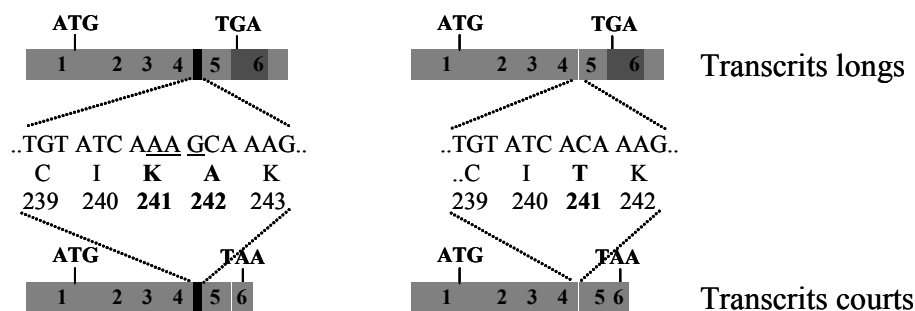 ATG TGA ATG TGA
1 2 3 4 5 6 1 2 3 4 5 6 Transcrits longs
..TGT ATC AAA GCA AAG.. ..TGT ATC ACA AAG..
C I K A K ..C I T K
239 240 241 242 243 239 240 241 242
ATG TAA ATG TAA
1 2 3 4 5 6 1 2 3 4 5 6 Transcrits courts